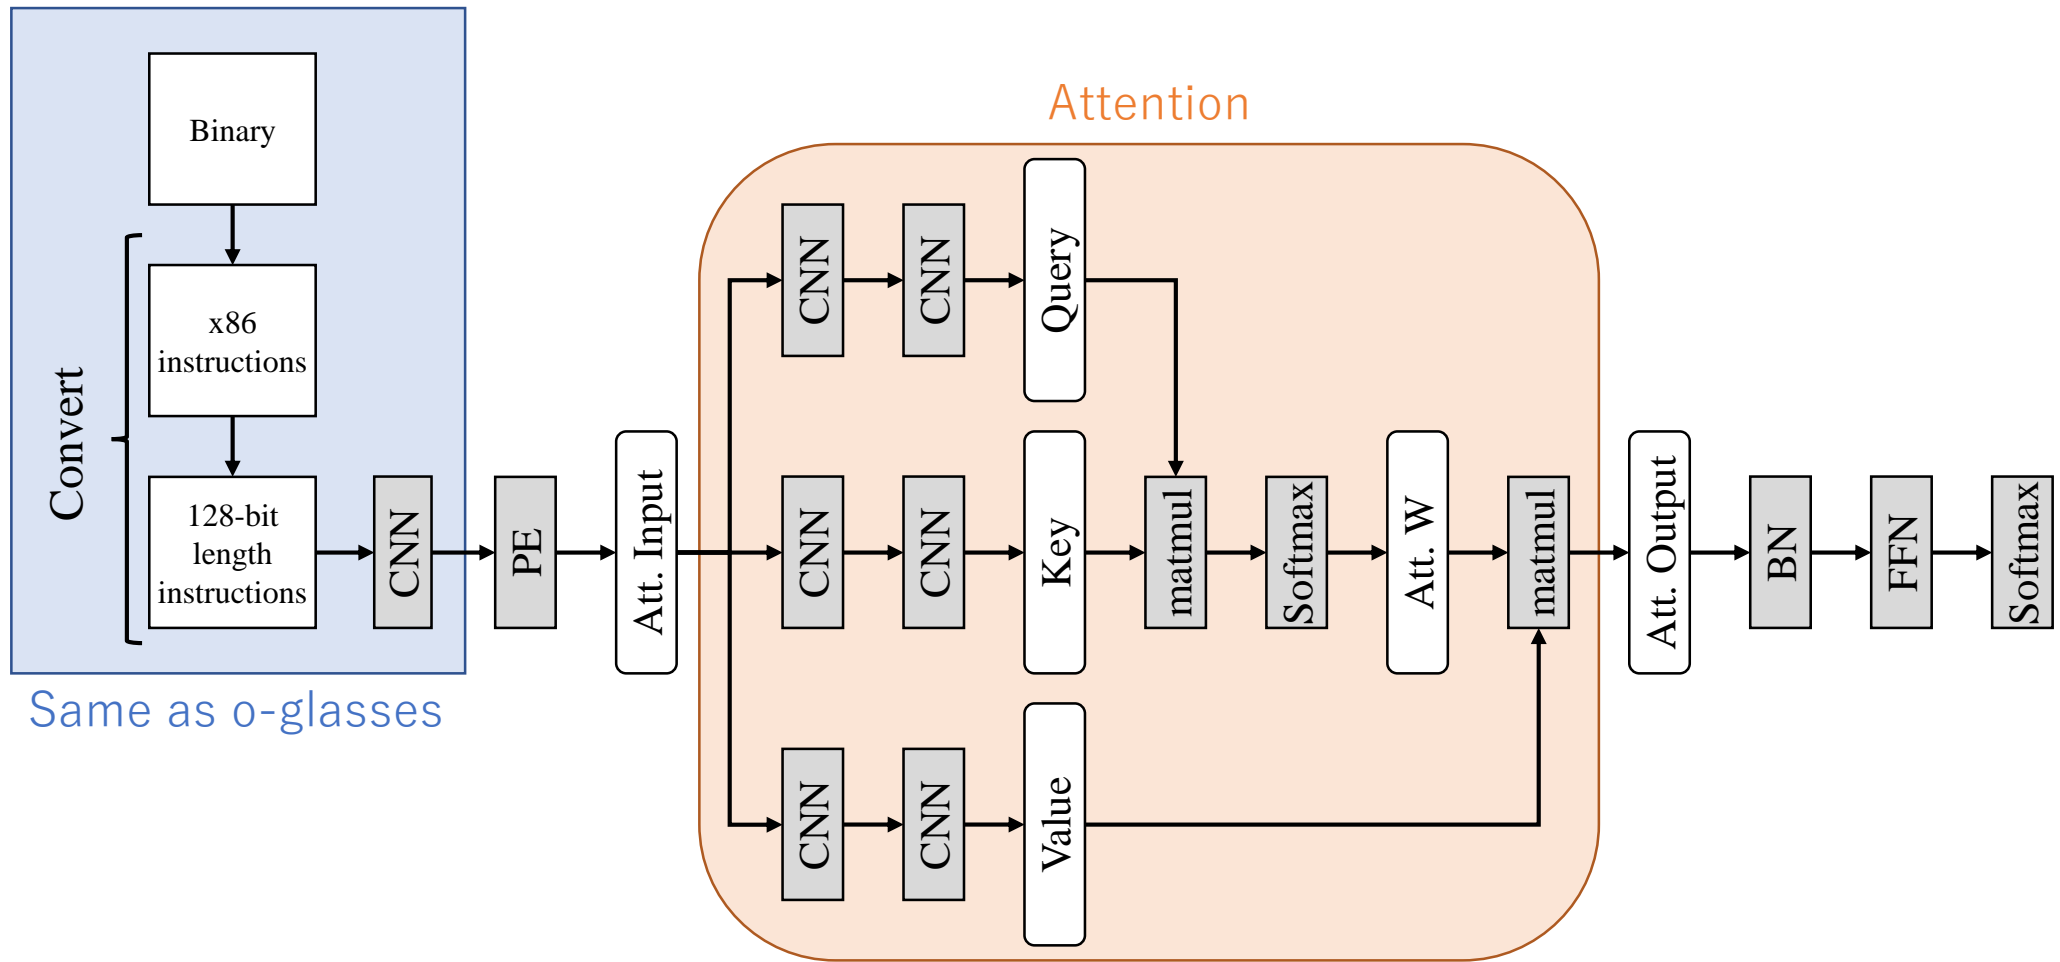 Binary
x86
instructions
128-bit
length
instructions
Convert
CNN
Same as o-glasses
PE
Att. Input
Attention
CNN
CNN
Query
CNN
CNN
Key
CNN
CNN
Value
matmul
Softmax
Att. W
matmul
Att. Output
BN
FFN
Softmax